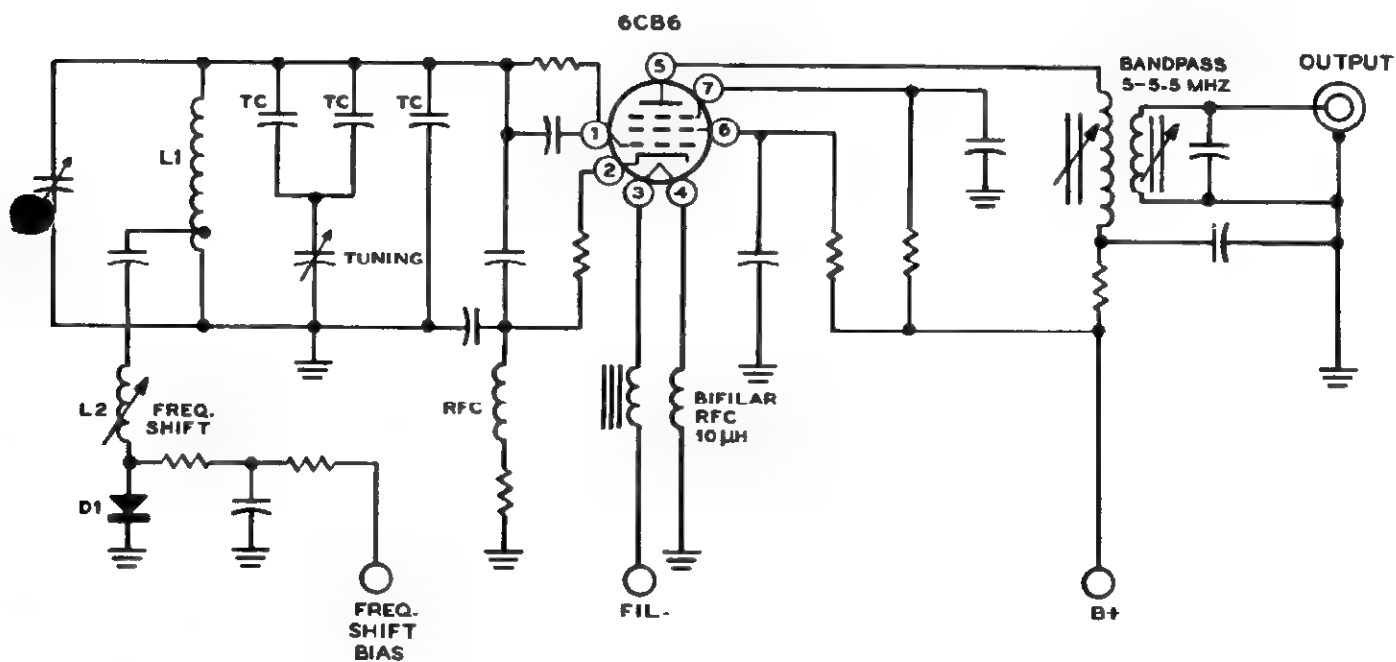 6CB6
5
7
1
6
2
3
4
BANDPASS
5-5.5 MHZ
OUTPUT
TC
TC
TC
L1
TUNING
L2
FREQ.
SHIFT
RFC
BIFILAR
RFC
10 μH
D1
FREQ.
SHIFT
BIAS
FIL-
B+